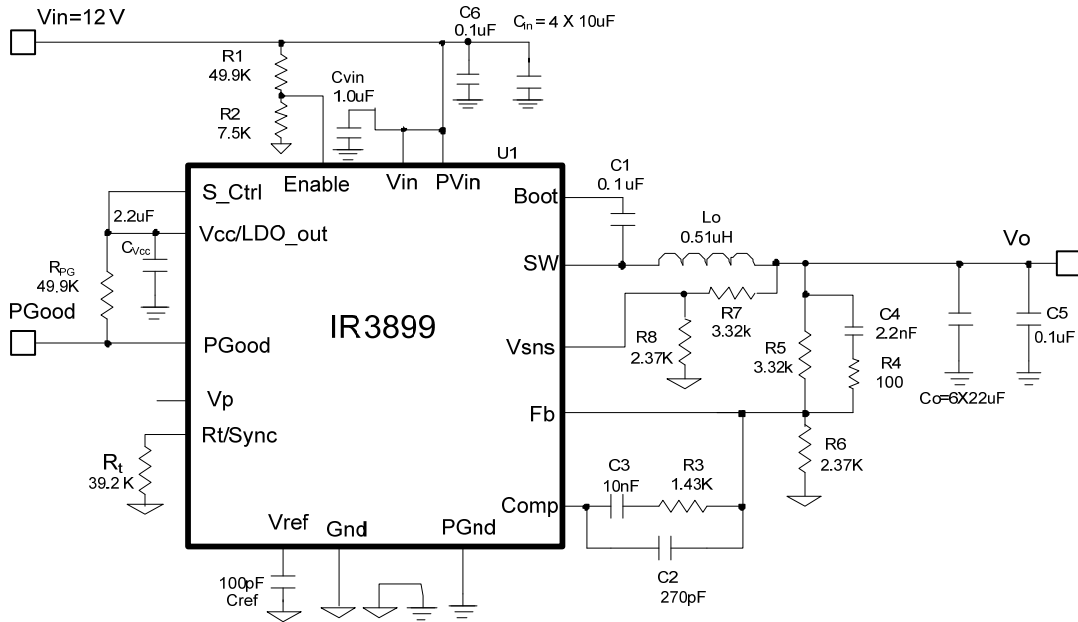 Vin=12 V
C6
0.1uF
Cin = 4 X 10uF
R1
49.9K
Cvin
1.0uF
R2
7.5K
U1
Enable
Vin
PVin
S_Ctrl
Boot
C1
0.1uF
2.2uF
Vcc/LDO_out
CVcc
Lo
0.51uH
Vo
SW
RPG
49.9K
PGood
IR3899
R7
3.32k
C4
2.2nF
C5
0.1uF
PGood
Vsns
R8
2.37K
R5
3.32k
R4
100
Co=6X22uF
Vp
Fb
Rt/Sync
Rt
39.2K
R6
2.37K
C3
10nF
R3
1.43K
Comp
Vref
Gnd
PGnd
C2
270pF
100pF
Cref